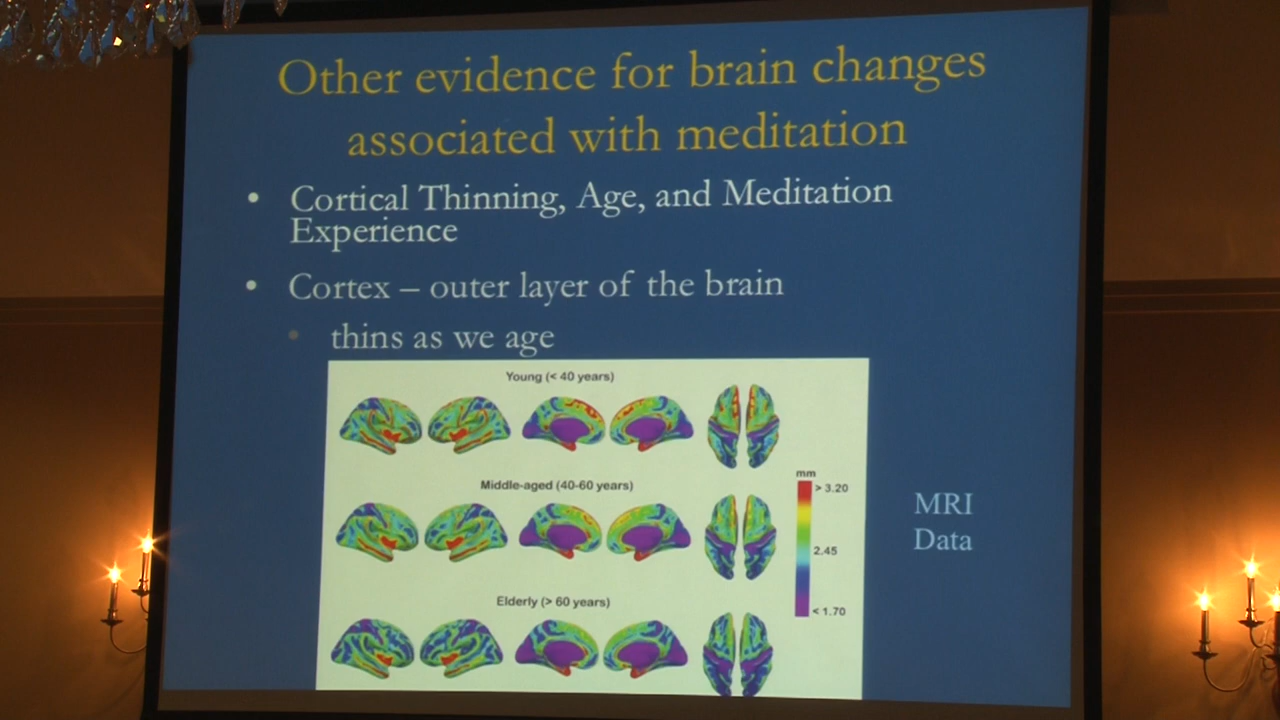 Other evidence for brain changes
associated with meditation
• Cortical Thinning, Age, and Meditation
Experience
• Cortex – outer layer of the brain
• thins as we age
Young (< 40 years)
Middle-aged (40-60 years)
Elderly (> 60 years)
mm
> 3.20
2.45
< 1.70
MRI
Data